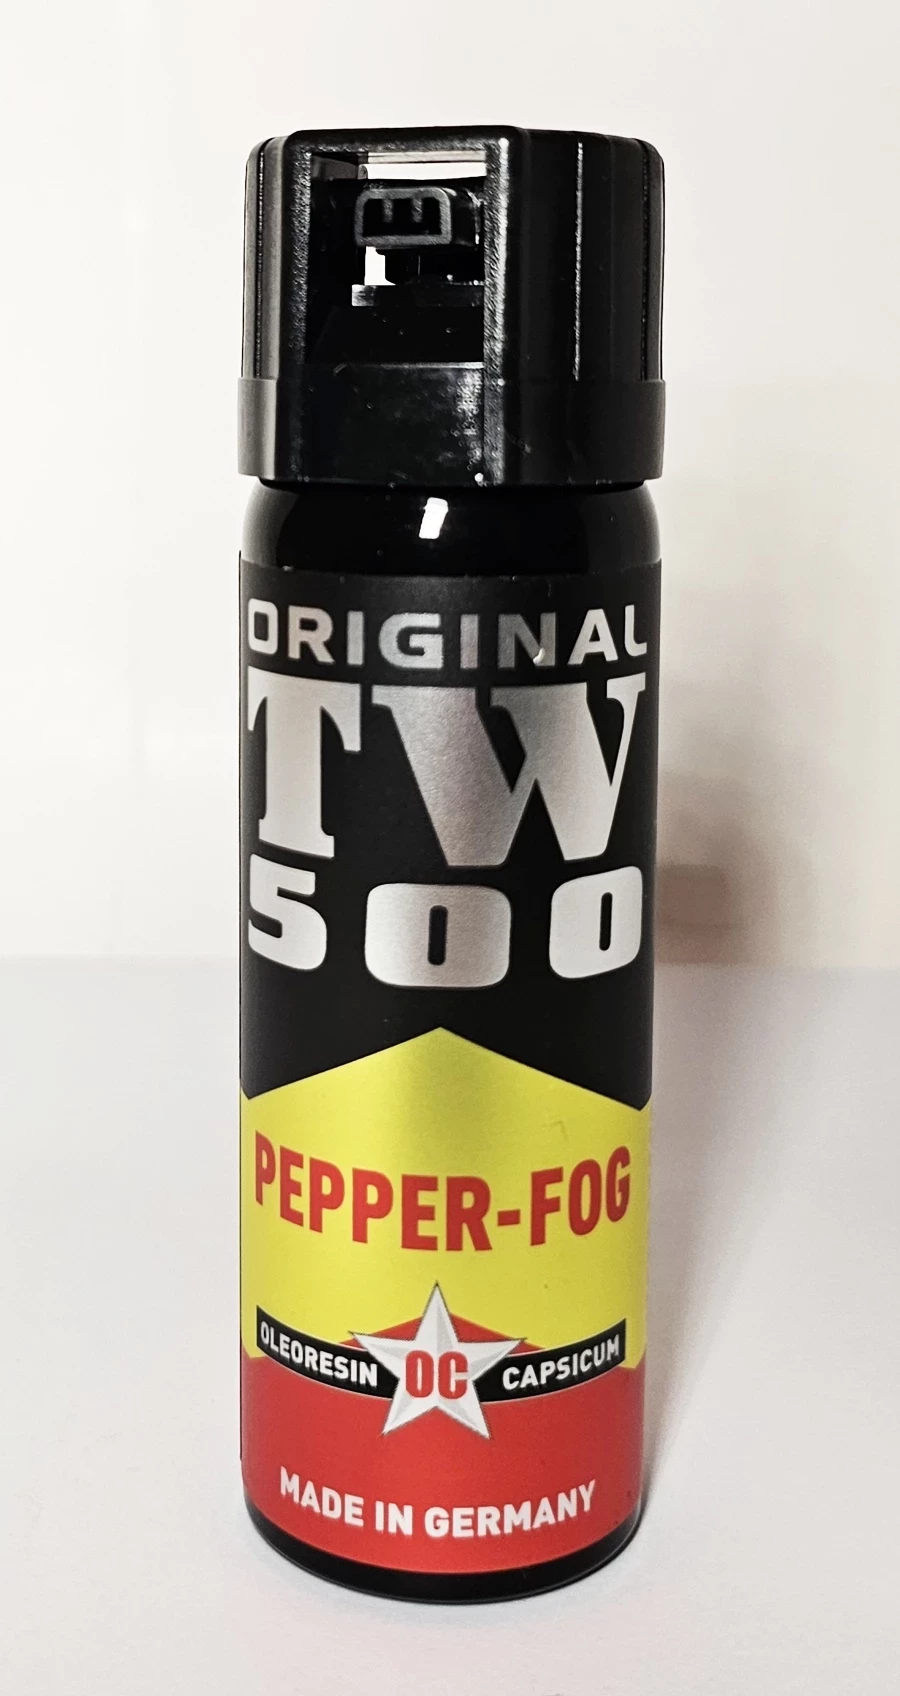 ORIGINAL
TW
500
PEPPER-FOG
OLEORESIN OC CAPSICUM
MADE IN GERMANY